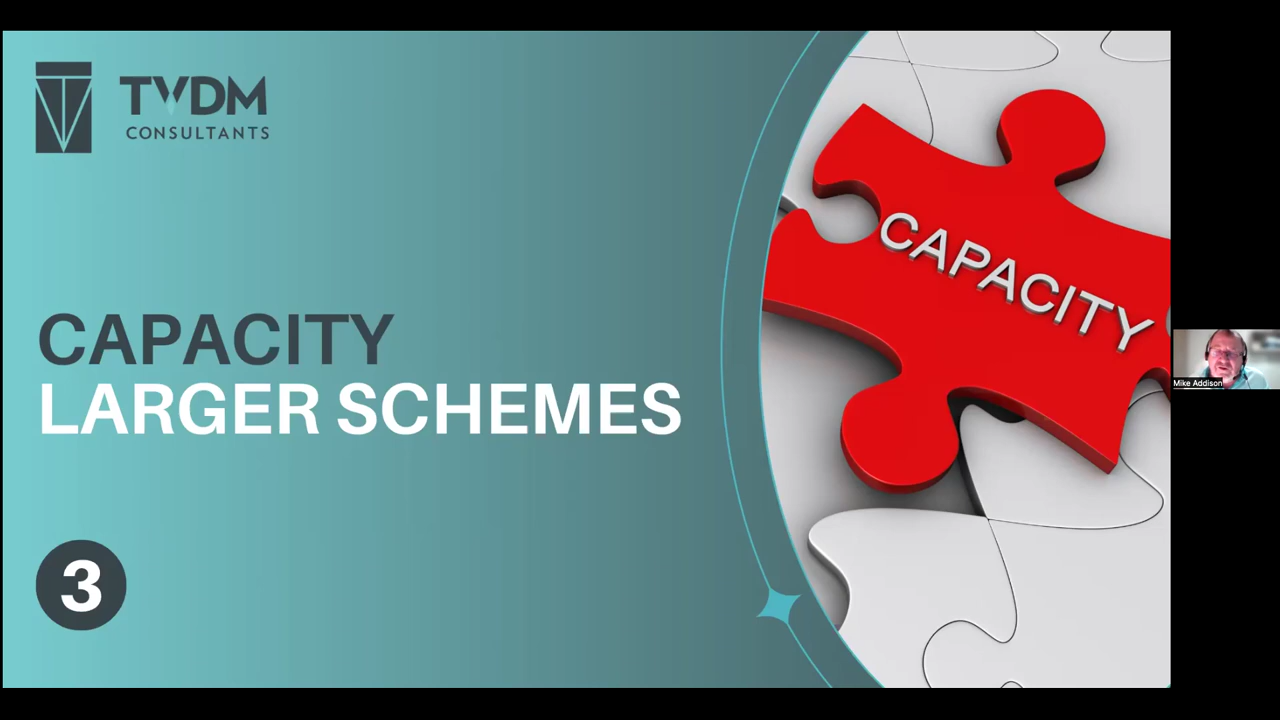 TVDM
CONSULTANTS
CAPACITY
LARGER SCHEMES
3
CAPACITY
Mike Addison